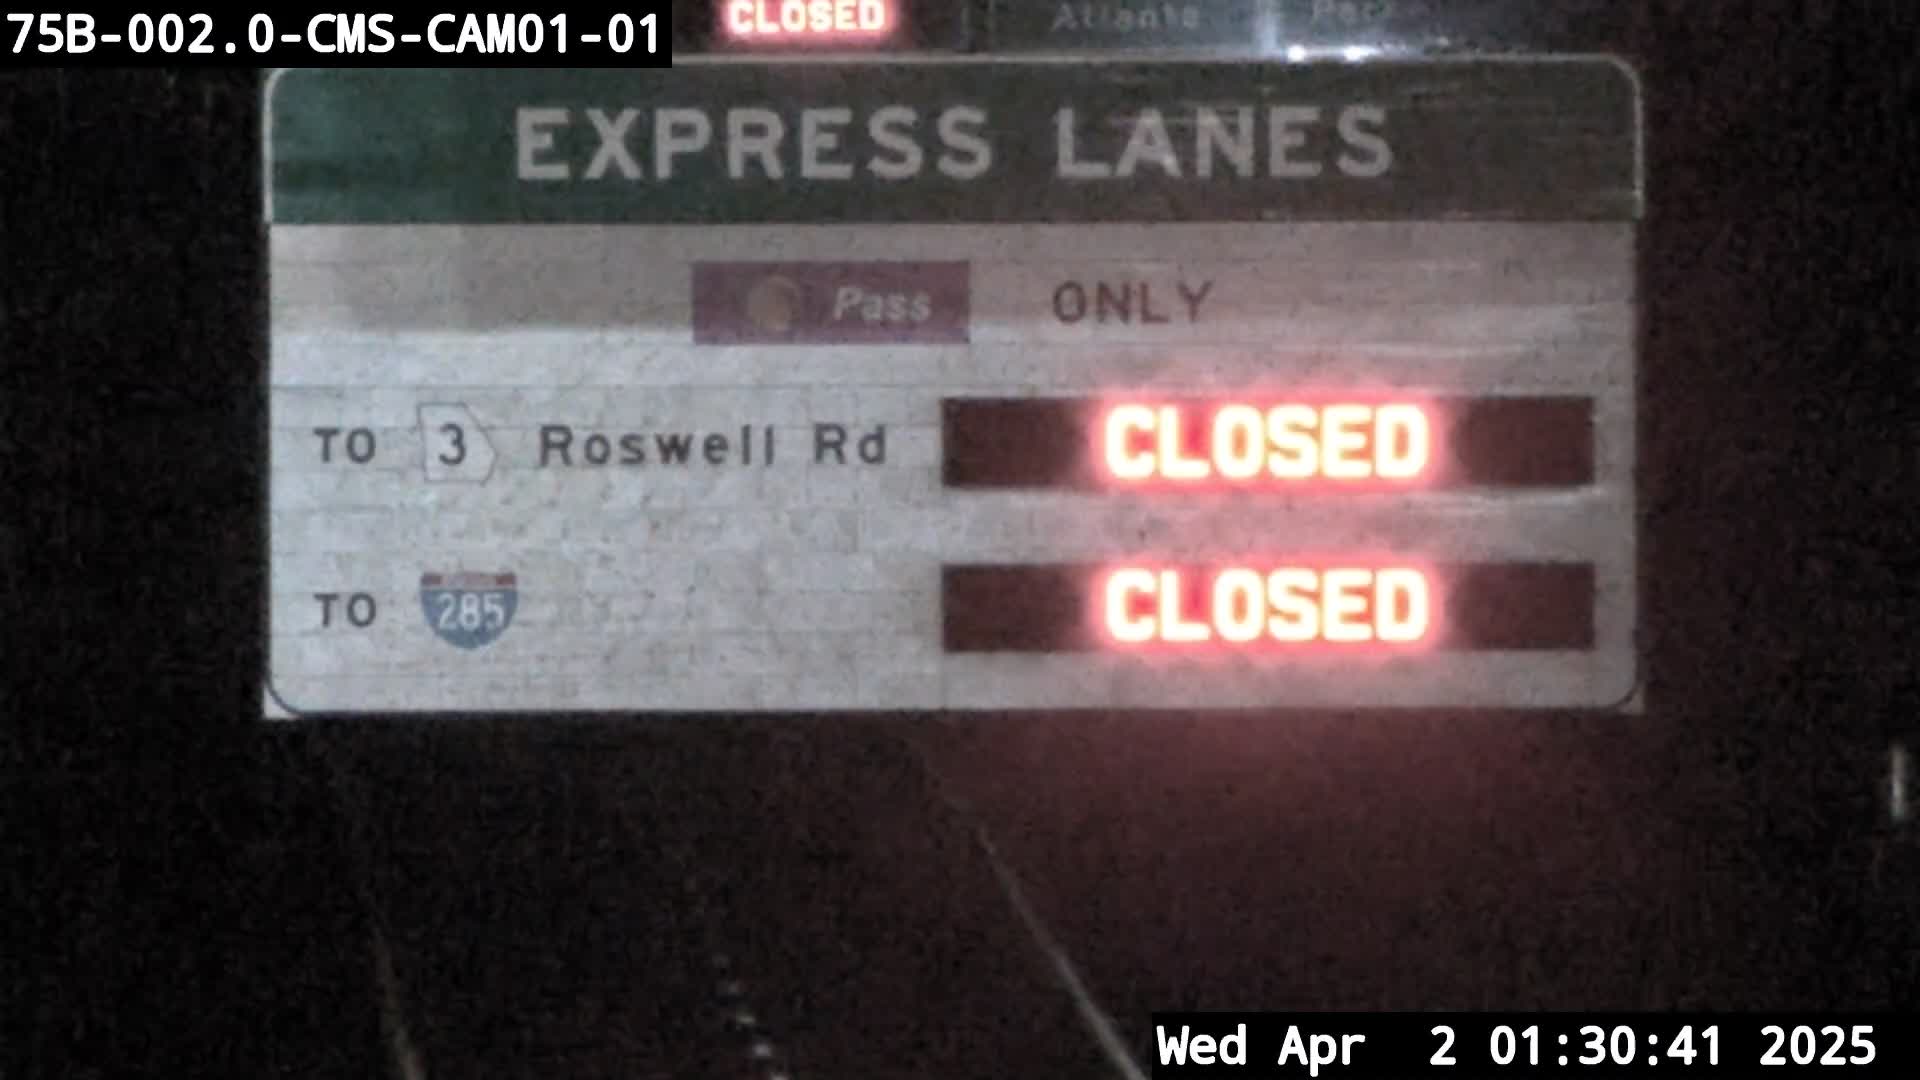 75B-002.0-CMS-CAM01-01
CLOSED
Atlanta
EXPRESS LANES
Pass ONLY
TO 3 Roswell Rd CLOSED
TO 285 CLOSED
Wed Apr 2 01:30:41 2025